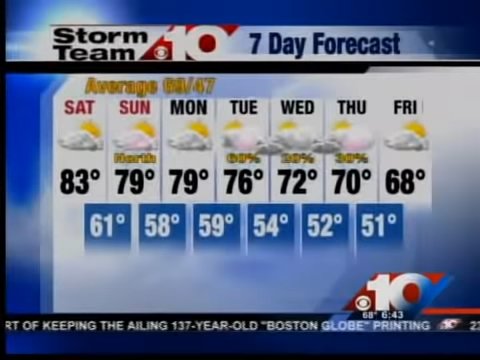 Storm Team 10 7 Day Forecast
Average 69/47
SAT SUN MON TUE WED THU FRI
North 60% 20% 30%
83° 79° 79° 76° 72° 70° 68°
61° 58° 59° 54° 52° 51°
10
68° 6:43
RT OF KEEPING THE AILING 137-YEAR-OLD "BOSTON GLOBE" PRINTING 10